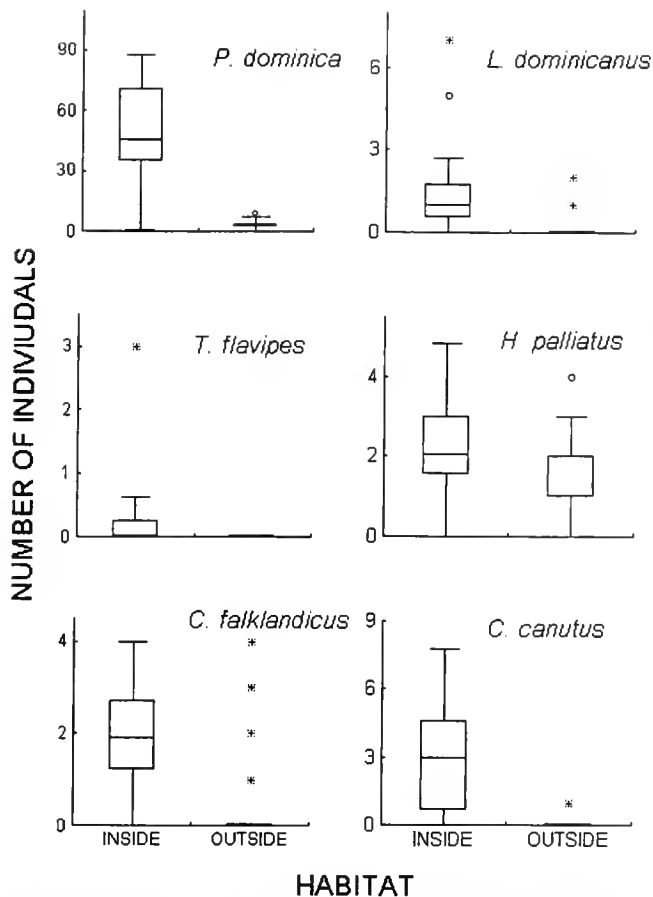 P. dominica
90
60
30
0
L. dominicanus
6
3
0
T. flavipes
3
2
1
0
H. palliatus
4
2
0
C. falklandicus
4
2
0
INSIDE OUTSIDE
C. canutus
9
6
3
0
INSIDE OUTSIDE
NUMBER OF INDIVIUDALS
HABITAT